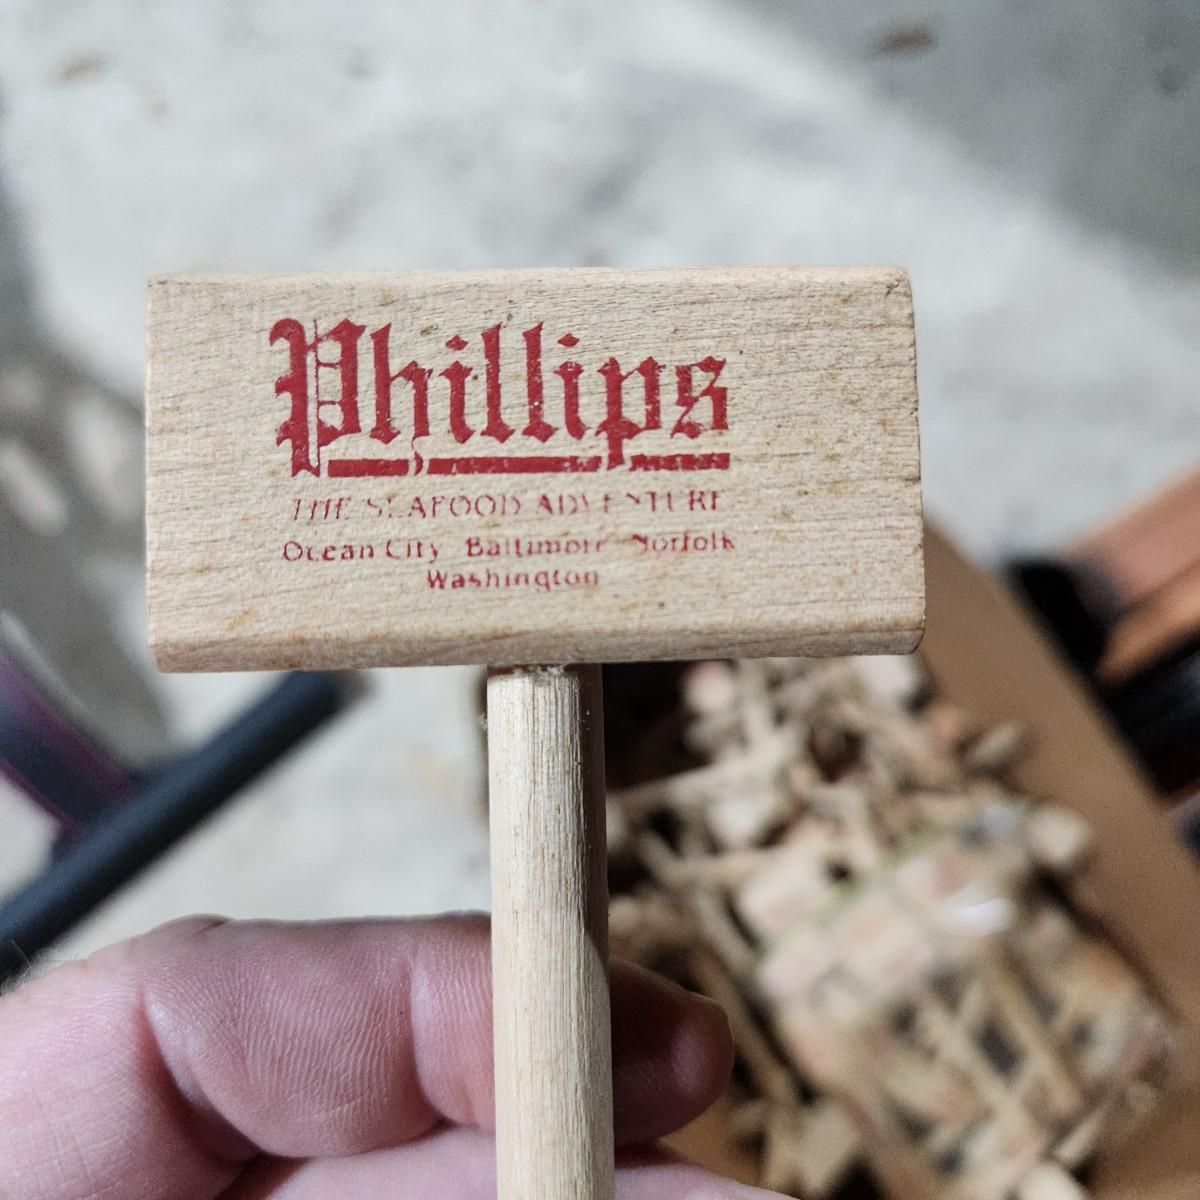 Phillips
THE SEAFOOD ADVENTURE
Ocean City Baltimore Norfolk
Washington